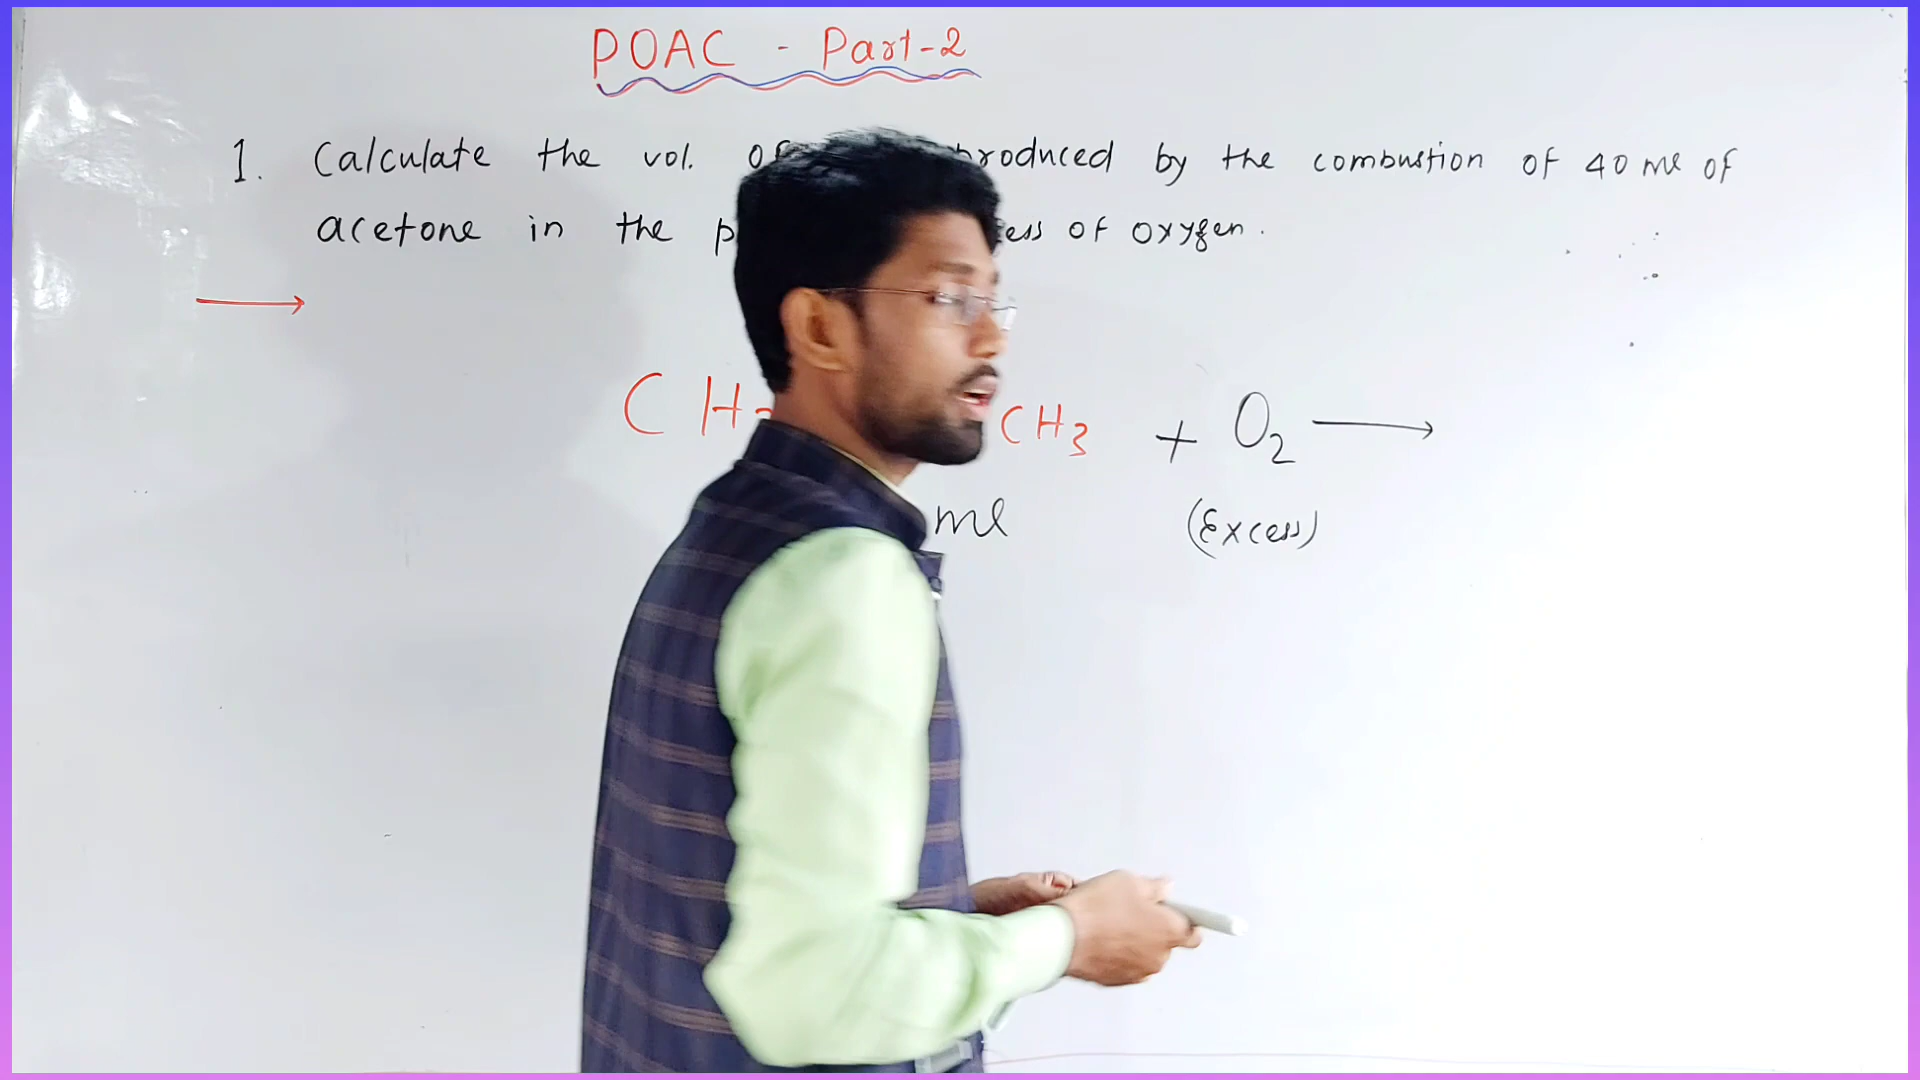 POAC - Part-2
1. Calculate the vol. of produced by the combustion of 40 ml of
acetone in the of oxygen.
CH CH3 + O2 →
ml (Excess)